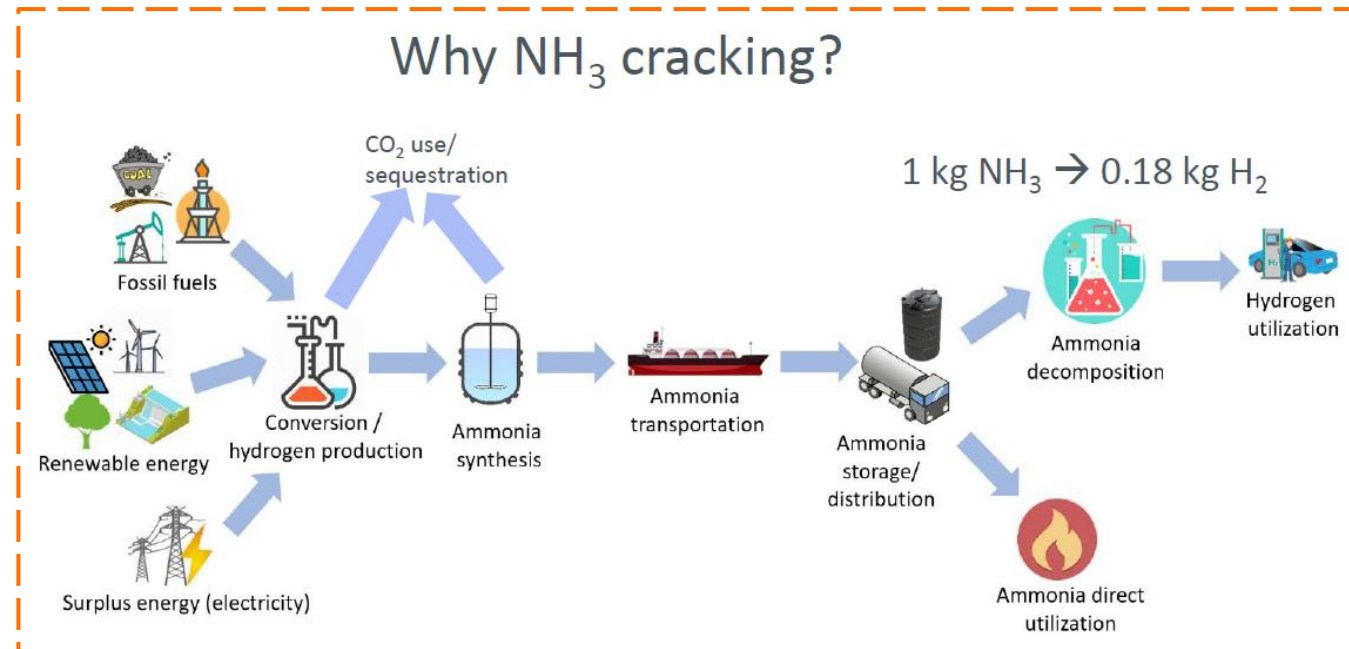 Why NH₃ cracking?
CO₂ use/
sequestration
1 kg NH₃ → 0.18 kg H₂
COAL
Fossil fuels
Renewable energy
Surplus energy (electricity)
Conversion /
hydrogen production
Ammonia
synthesis
Ammonia
transportation
Ammonia
storage/
distribution
Ammonia
decomposition
H₂
Hydrogen
utilization
Ammonia direct
utilization